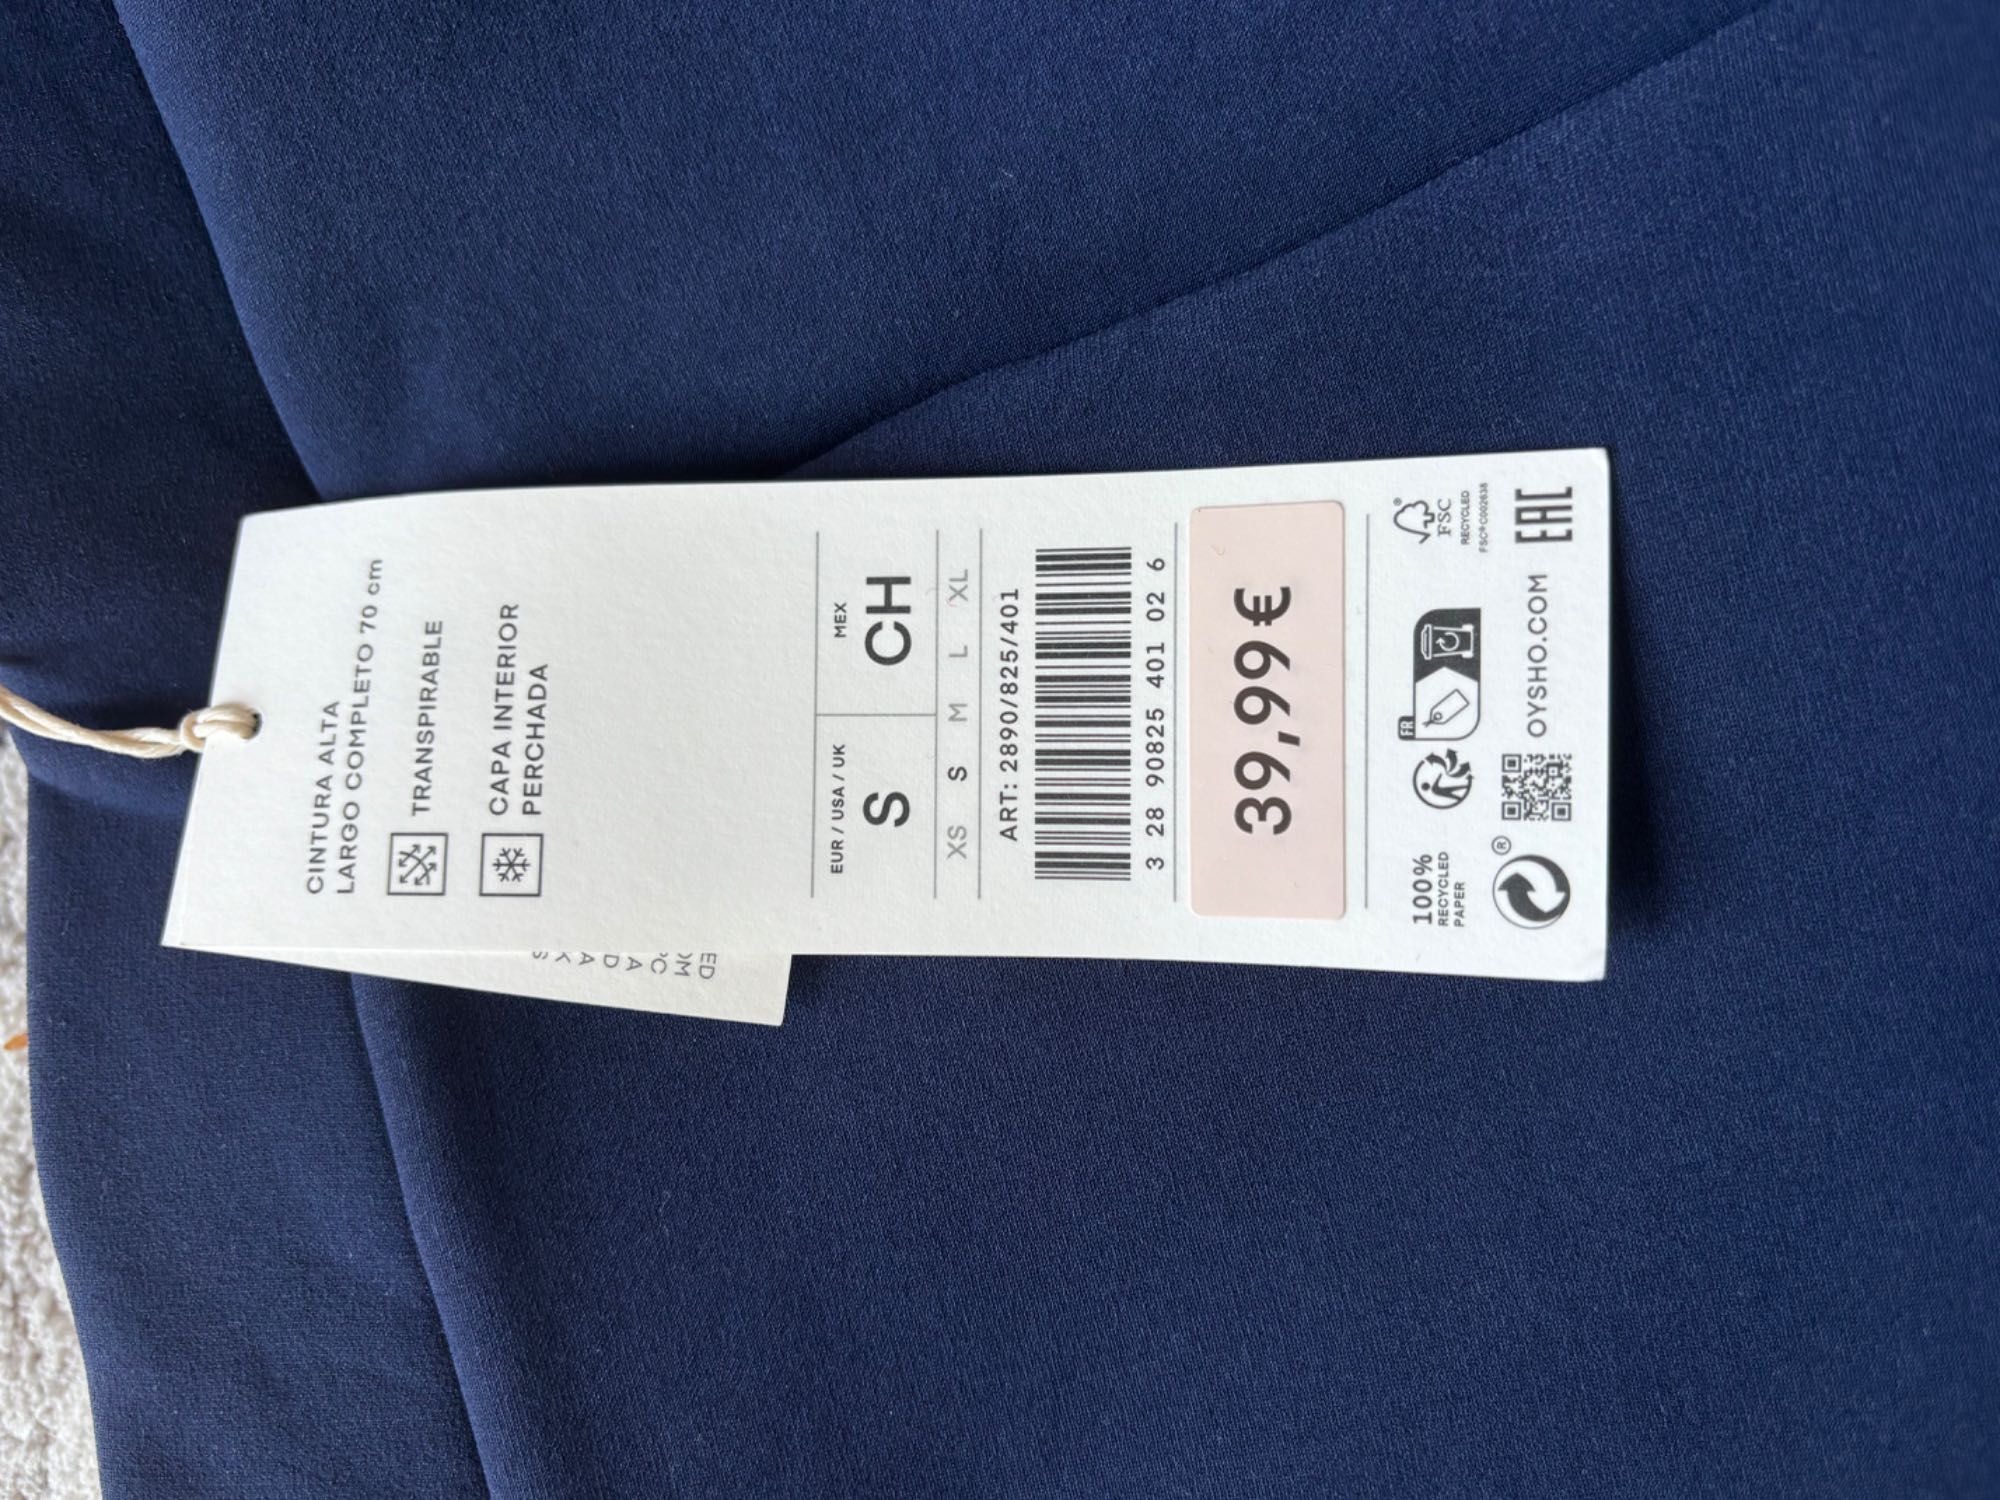 CINTURA ALTA
LARGO COMPLETO 70 cm
TRANSPIRABLE
CAPA INTERIOR
PERCHADA
EUR / USA / UK
S
MEX
CH
XS S M L XL
ART: 2890/825/401
3 28 90825 401 02 6
39,99€
100%
RECYCLED
PAPER
FR
FSC
RECYCLED
FSC® C002638
®
OYSHO.COM
EAC